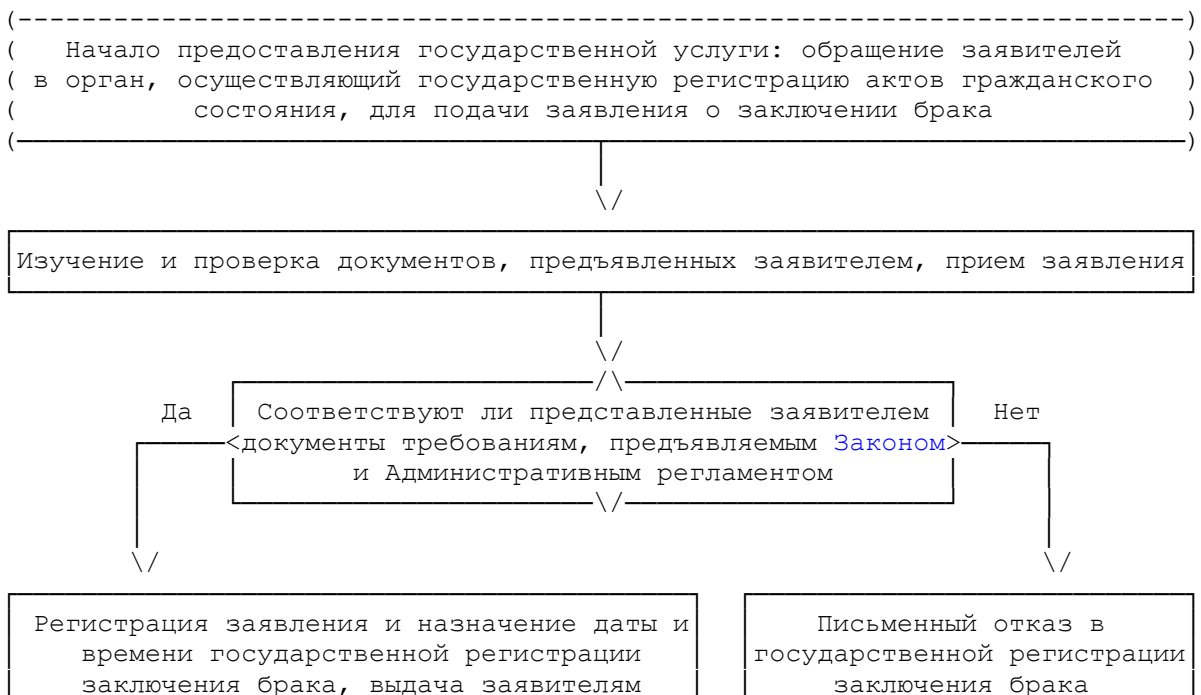 Начало предоставления государственной услуги: обращение заявителей
в орган, осуществляющий государственную регистрацию актов гражданского
состояния, для подачи заявления о заключении брака
Изучение и проверка документов, предъявленных заявителем, прием заявления
Да
Соответствуют ли представленные заявителем
Нет
документы требованиям, предъявляемым Законом
и Административным регламентом
Регистрация заявления и назначение даты и
времени государственной регистрации
заключения брака, выдача заявителям
Письменный отказ в
государственной регистрации
заключения брака